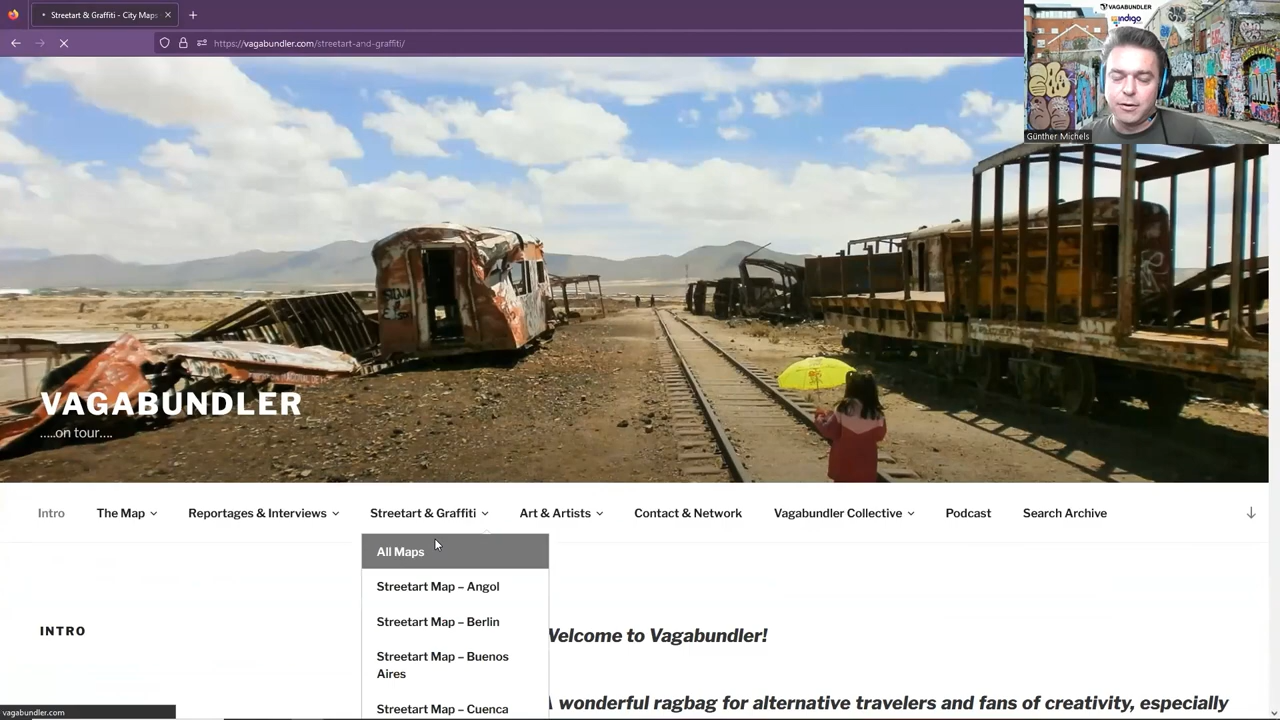 Streetart & Graffiti - City Maps
https://vagabundler.com/streetart-and-graffiti/
VAGABUNDLER
indigo
Günther Michels
VAGABUNDLER
.....on tour....
Intro
The Map
Reportages & Interviews
Streetart & Graffiti
Art & Artists
Contact & Network
Vagabundler Collective
Podcast
Search Archive
All Maps
Streetart Map – Angol
Streetart Map – Berlin
Streetart Map – Buenos
Aires
Streetart Map – Cuenca
INTRO
Welcome to Vagabundler!
wonderful ragbag for alternative travelers and fans of creativity, especially
vagabundler.com